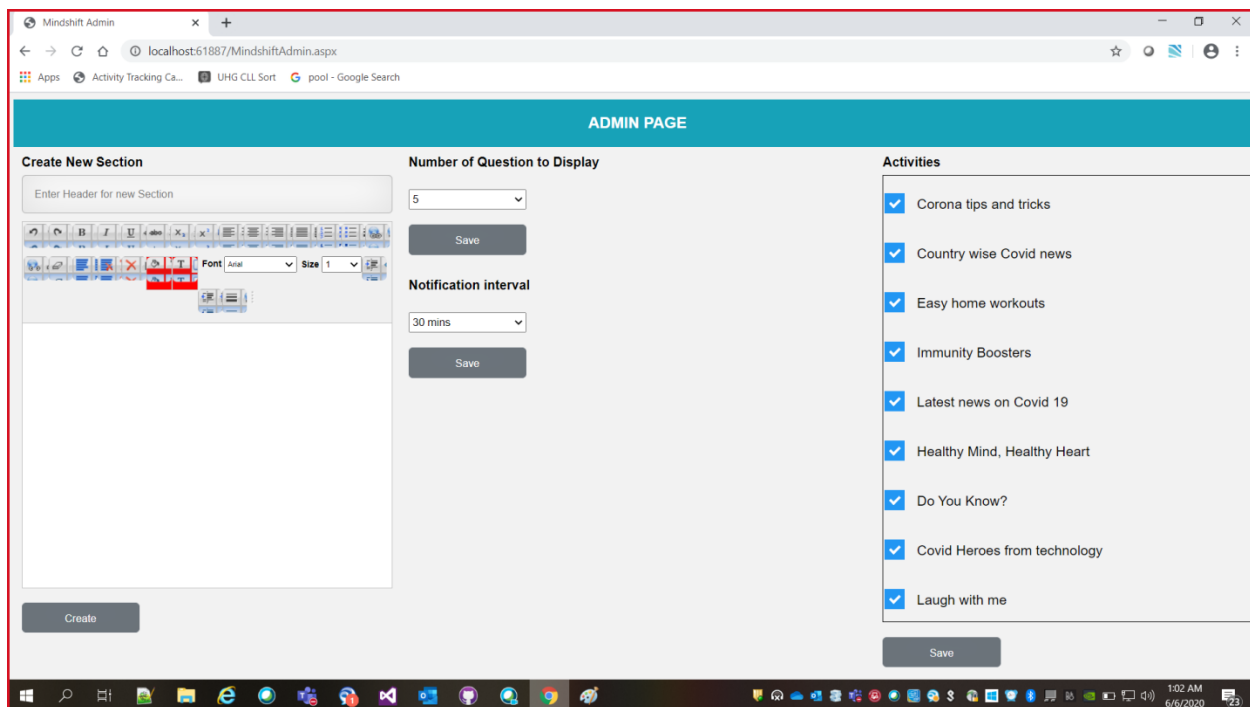 Mindshift Admin
localhost:61887/MindshiftAdmin.aspx
Apps
Activity Tracking Ca...
UHG CLL Sort
pool - Google Search
ADMIN PAGE
Create New Section
Enter Header for new Section
B I U abc X₂ X²
T Font Arial Size 1
Create
Number of Question to Display
5
Save
Notification interval
30 mins
Save
Activities
Corona tips and tricks
Country wise Covid news
Easy home workouts
Immunity Boosters
Latest news on Covid 19
Healthy Mind, Healthy Heart
Do You Know?
Covid Heroes from technology
Laugh with me
Save
1:02 AM
6/6/2020
23